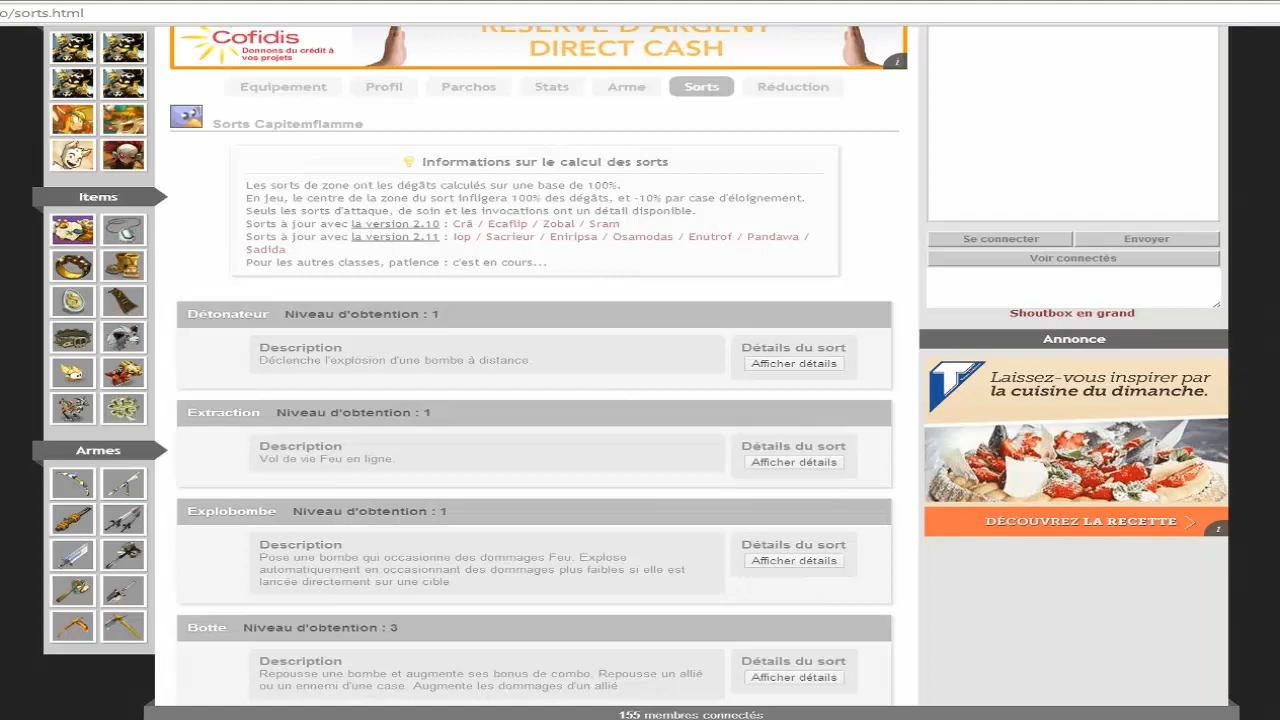 o/sorts.html
Cofidis
Donnons du crédit à
vos projets
RÉSERVE D'ARGENT
DIRECT CASH
Equipement Profil Parchos Stats Arme Sorts Réduction
Sorts Capitemflamme
Informations sur le calcul des sorts
Les sorts de zone ont les dégâts calculés sur une base de 100%.
En jeu, le centre de la zone du sort infligera 100% des dégâts, et -10% par case d'éloignement.
Seuls les sorts d'attaque, de soin et les invocations ont un détail disponible.
Sorts à jour avec la version 2.10 : Crâ / Ecaflip / Zobal / Sram
Sorts à jour avec la version 2.11 : Iop / Sacrieur / Eniripsa / Osamodas / Enutrof / Pandawa /
Sadida
Pour les autres classes, patience : c'est en cours...
Items
Armes
Détonateur Niveau d'obtention : 1
Description
Déclenche l'explosion d'une bombe à distance.
Détails du sort
Afficher détails
Extraction Niveau d'obtention : 1
Description
Vol de vie Feu en ligne.
Détails du sort
Afficher détails
Explobombe Niveau d'obtention : 1
Description
Pose une bombe qui occasionne des dommages Feu. Explose
automatiquement en occasionnant des dommages plus faibles si elle est
lancée directement sur une cible
Détails du sort
Afficher détails
Botte Niveau d'obtention : 3
Description
Repousse une bombe et augmente ses bonus de combo. Repousse un allié
ou un ennemi d'une case. Augmente les dommages d'un allié
Détails du sort
Afficher détails
Se connecter Envoyer
Voir connectés
Shoutbox en grand
Annonce
Laissez-vous inspirer par
la cuisine du dimanche.
DÉCOUVREZ LA RECETTE
155 membres connectés